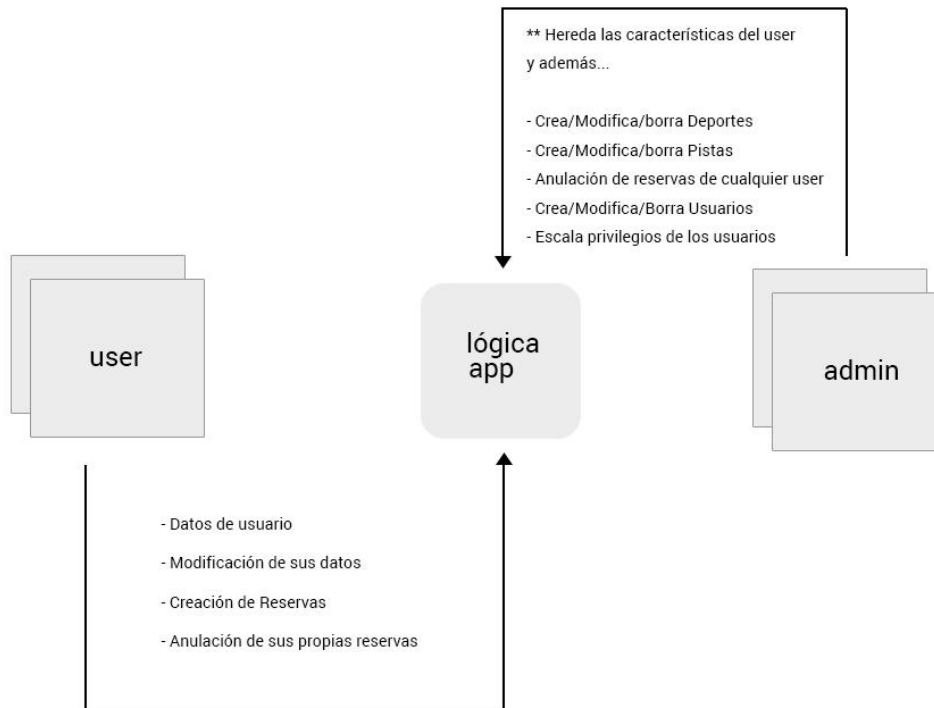 ** Hereda las características del user
y además...
- Crea/Modifica/borra Deportes
- Crea/Modifica/borra Pistas
- Anulación de reservas de cualquier user
- Crea/Modifica/Borra Usuarios
- Escala privilegios de los usuarios
user
lógica
app
admin
- Datos de usuario
- Modificación de sus datos
- Creación de Reservas
- Anulación de sus propias reservas